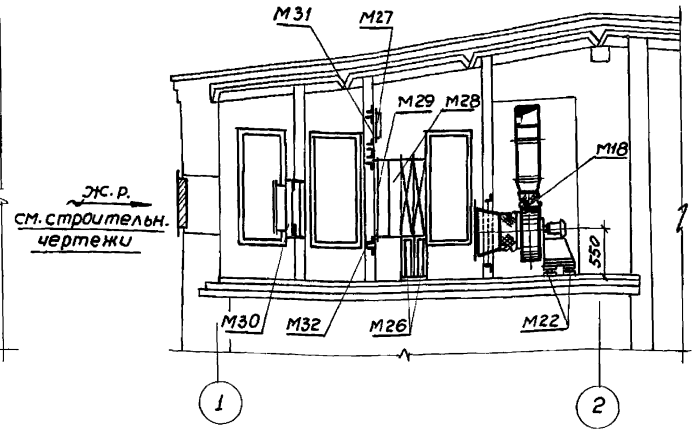 М31 М27
М29 М28
М18
Ж.Р.
см. строительн.
чертежи
550
М30 М32 М26 М22
1 2